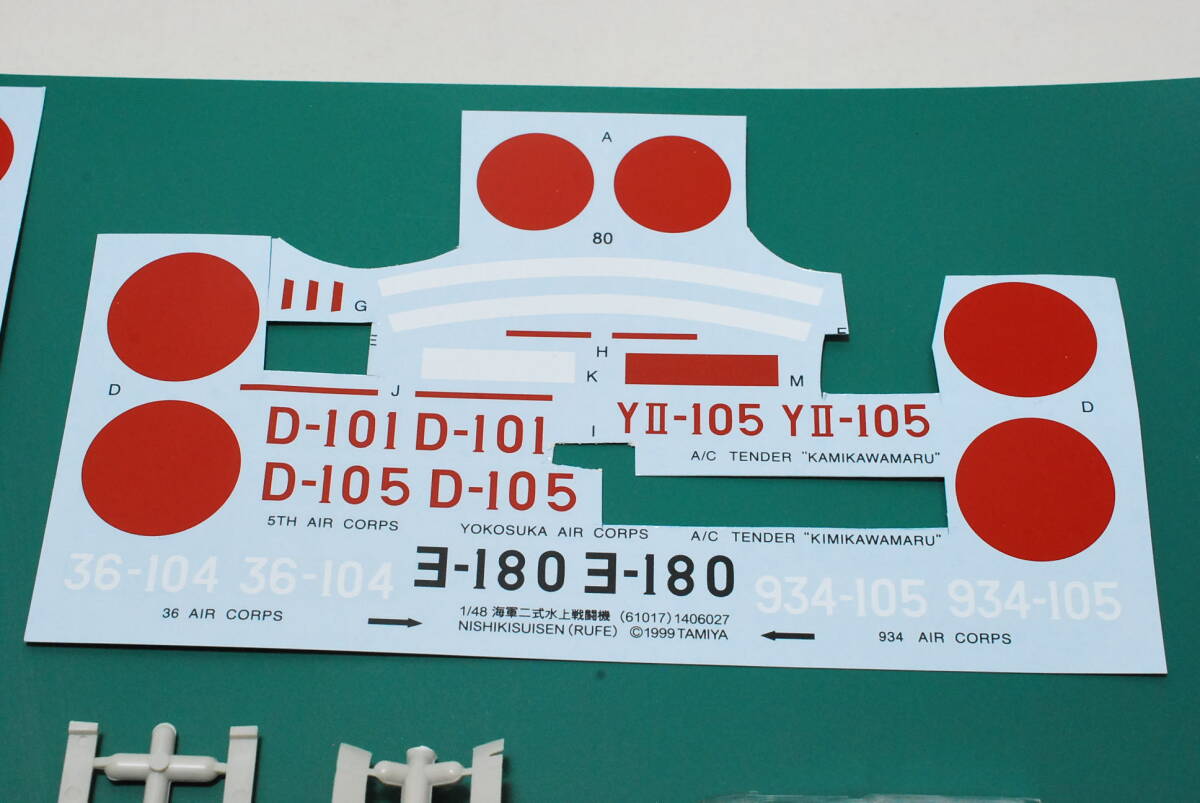 A
80
G
E
F
H
K
M
D
J
D
I
D-101 D-101
YII-105 YII-105
A/C TENDER "KAMIKAWAMARU"
D-105 D-105
5TH AIR CORPS
YOKOSUKA AIR CORPS
A/C TENDER "KIMIKAWAMARU"
36-104 36-104
ヨ-180 ヨ-180
934-105 934-105
36 AIR CORPS
1/48 海軍二式水上戦闘機 (61017) 1406027
NISHIKISUISEN (RUFE) ©1999 TAMIYA
934 AIR CORPS